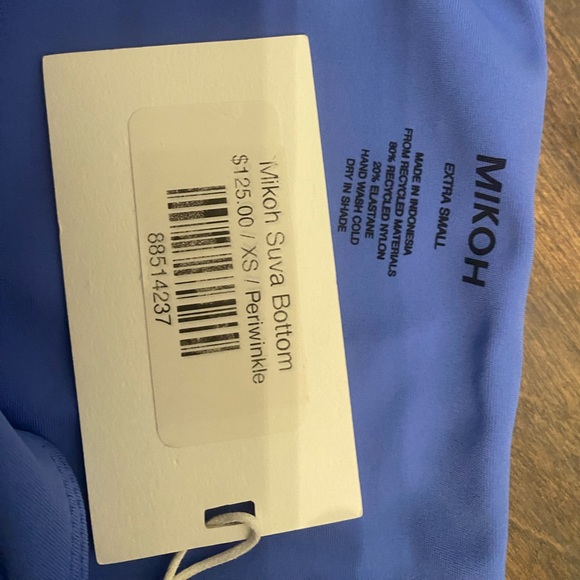 MIKOH
EXTRA SMALL
MADE IN INDONESIA
FROM RECYCLED MATERIALS
80% RECYCLED NYLON
20% ELASTANE
HAND WASH COLD
DRY IN SHADE
*Mikoh Suva Bottom
$125.00 / XS / Periwinkle
88514237